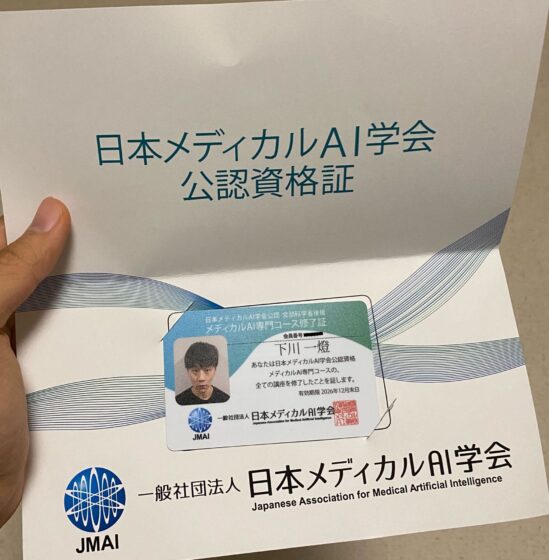 日本メディカルAI学会
公認資格証
日本メディカルAI学会公認
メディカルAI専門コース修了証
会員番号
下川 一燈
あなたは日本メディカルAI学会公認資格
メディカルAI専門コースの、
全ての講座を修了したことを証します。
有効期限 2026年12月末日
JMAI
一般社団法人 日本メディカルAI学会
Japanese Association for Medical Artificial Intelligence
一般社団法人 日本メディカルAI学会
Japanese Association for Medical Artificial Intelligence
JMAI